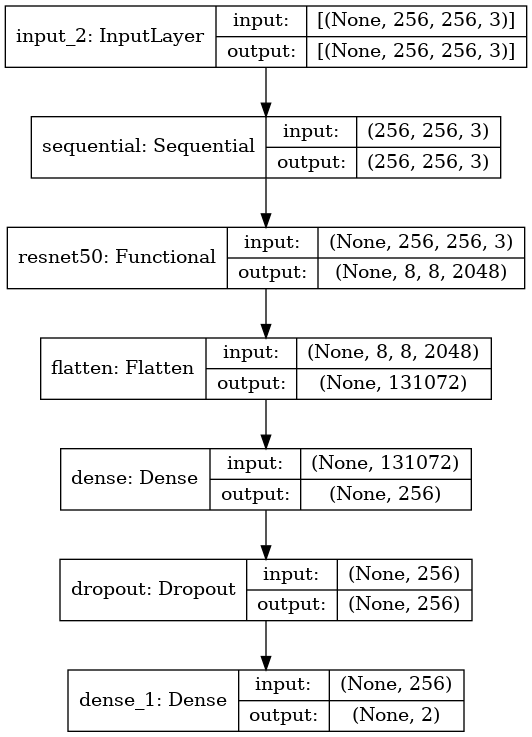 input_2: InputLayer
input:
[(None, 256, 256, 3)]
output:
[(None, 256, 256, 3)]
sequential: Sequential
input:
(256, 256, 3)
output:
(256, 256, 3)
resnet50: Functional
input:
(None, 256, 256, 3)
output:
(None, 8, 8, 2048)
flatten: Flatten
input:
(None, 8, 8, 2048)
output:
(None, 131072)
dense: Dense
input:
(None, 131072)
output:
(None, 256)
dropout: Dropout
input:
(None, 256)
output:
(None, 256)
dense_1: Dense
input:
(None, 256)
output:
(None, 2)